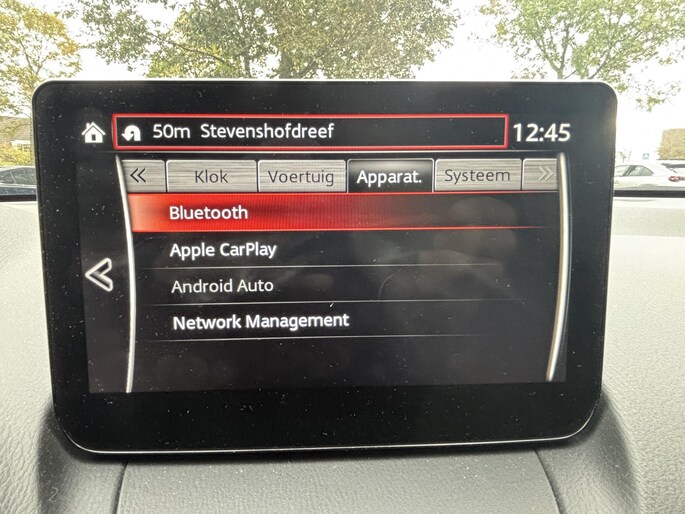 50m Stevenshofdreef 12:45
« Klok Voertuig Apparat. Systeem »
Bluetooth
Apple CarPlay
Android Auto
Network Management